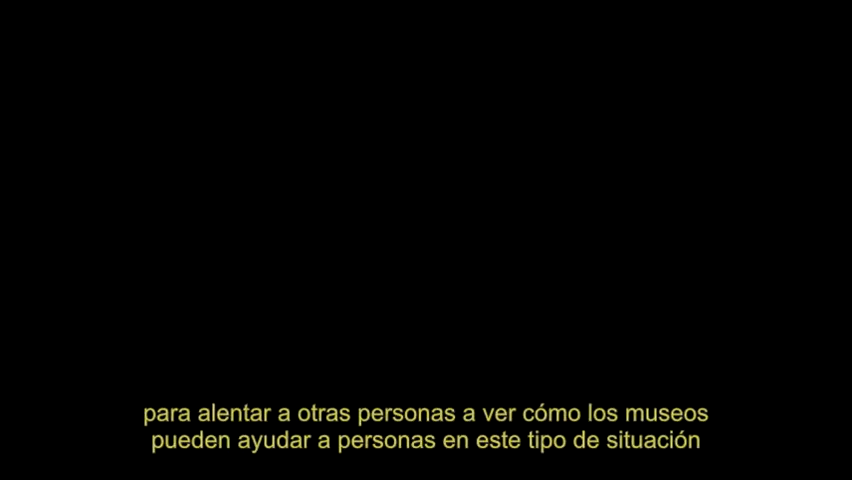 para alentar a otras personas a ver cómo los museos
pueden ayudar a personas en este tipo de situación